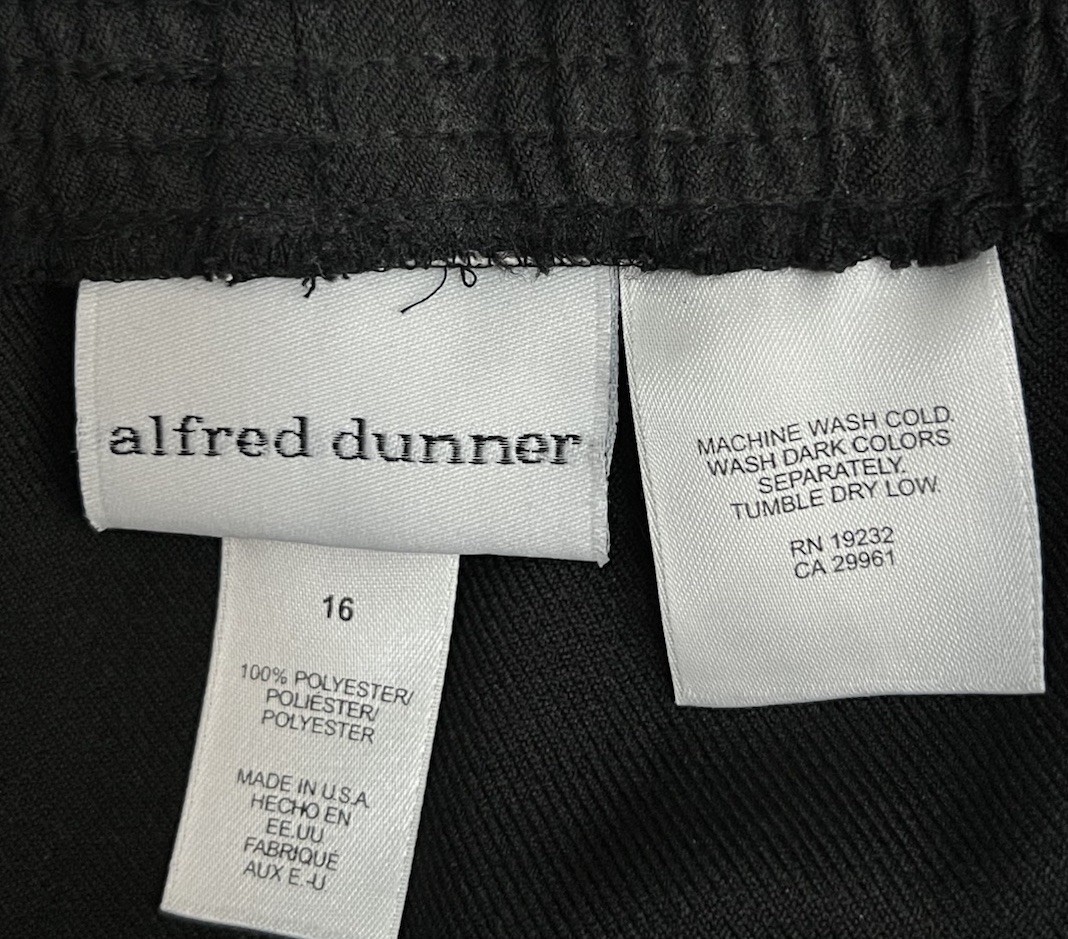 alfred dunner
16
100% POLYESTER/
POLIÉSTER/
POLYESTER
MADE IN U.S.A.
HECHO EN
EE.UU.
FABRIQUÉ
AUX É.-U
MACHINE WASH COLD.
WASH DARK COLORS
SEPARATELY.
TUMBLE DRY LOW.
RN 19232
CA 29961